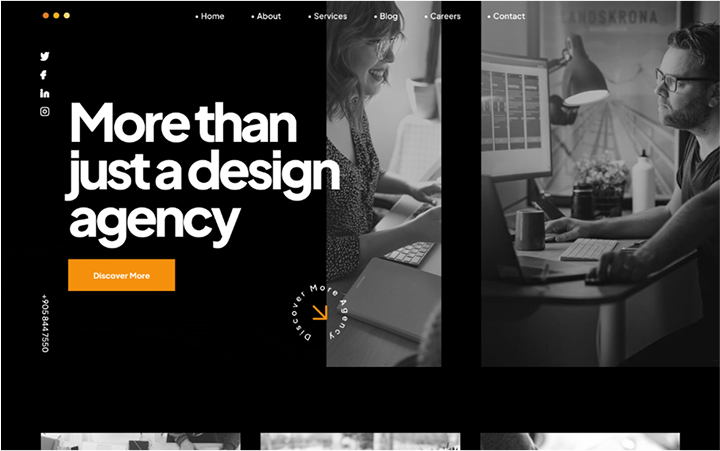 Home
About
Services
Blog
Careers
Contact
LANDSKRONA
More than
just a design
agency
Discover More
Discover More Agency
+905 844 7550